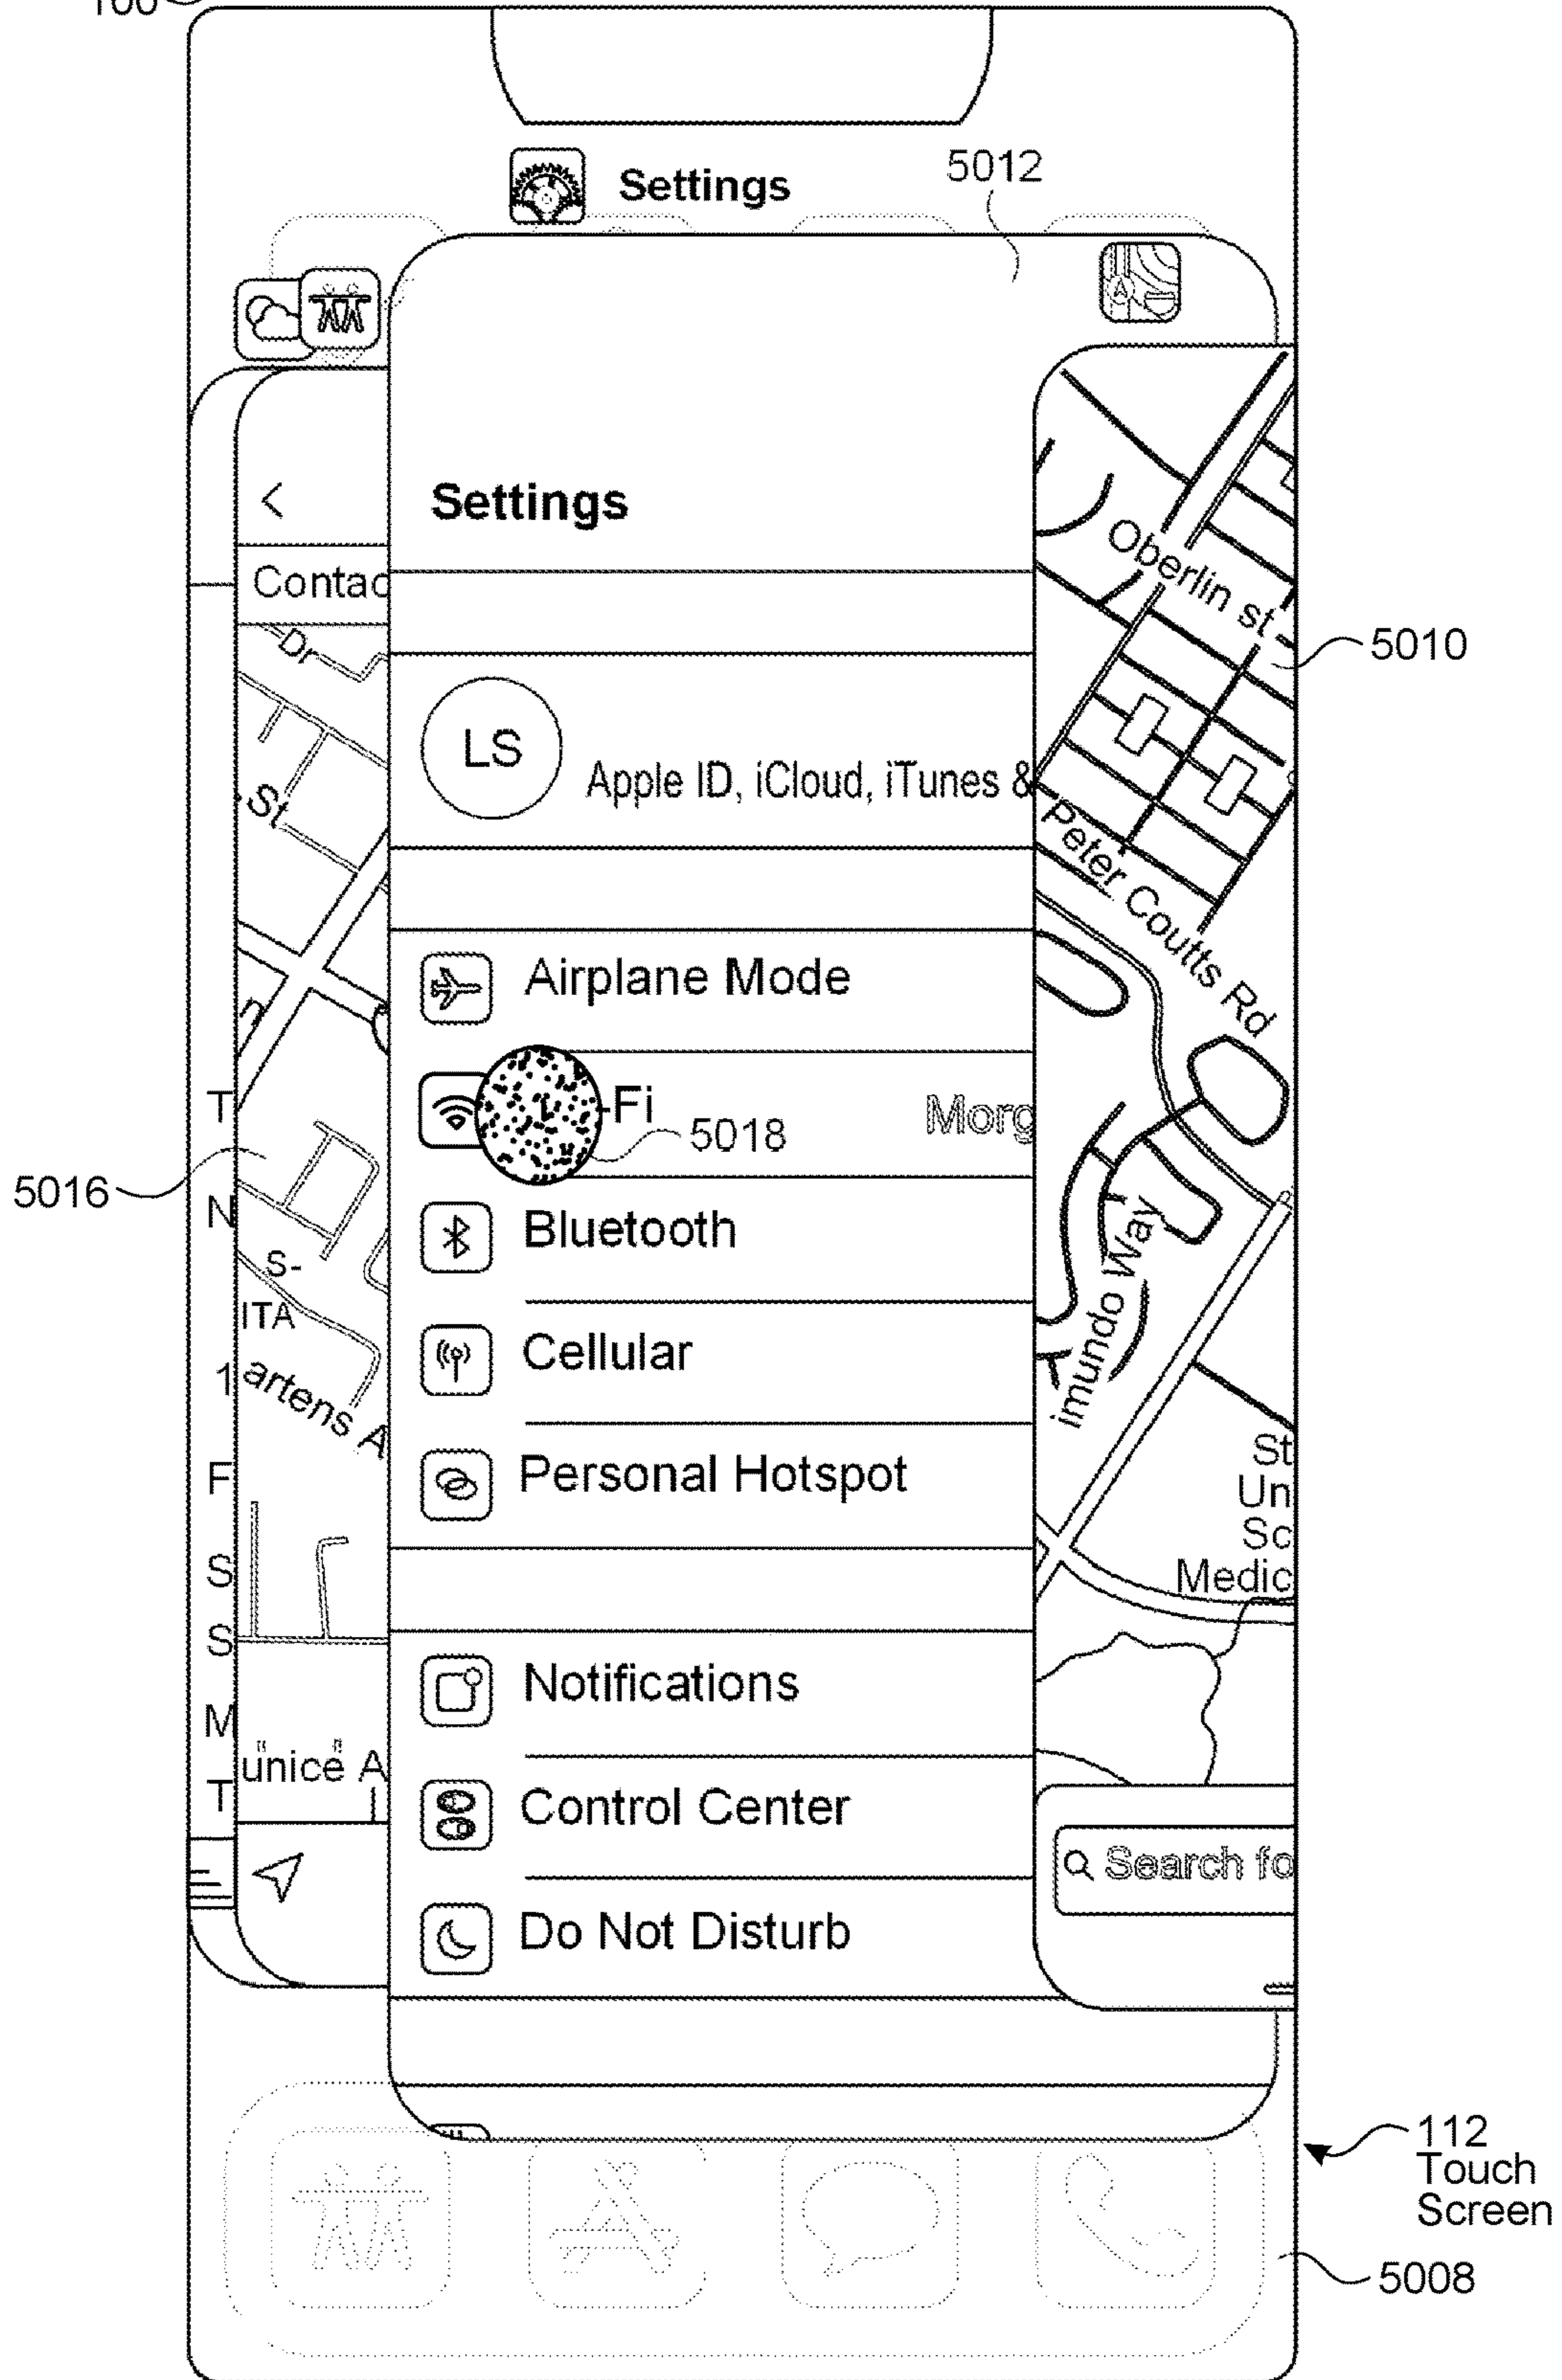 100
Settings
5012
Settings
Contac
Oberlin st
5010
Dr
LS
Apple ID, iCloud, iTunes &
St
Peter Coutts Rd
Airplane Mode
-Fi
Morg
5018
T
5016
N
Bluetooth
imundo Way
S-
ITA
Cellular
1
artens A
F
Personal Hotspot
St
Un
Sc
Medic
S
S
Notifications
M
ünice A
T
Control Center
Search fo
Do Not Disturb
112
Touch
Screen
5008